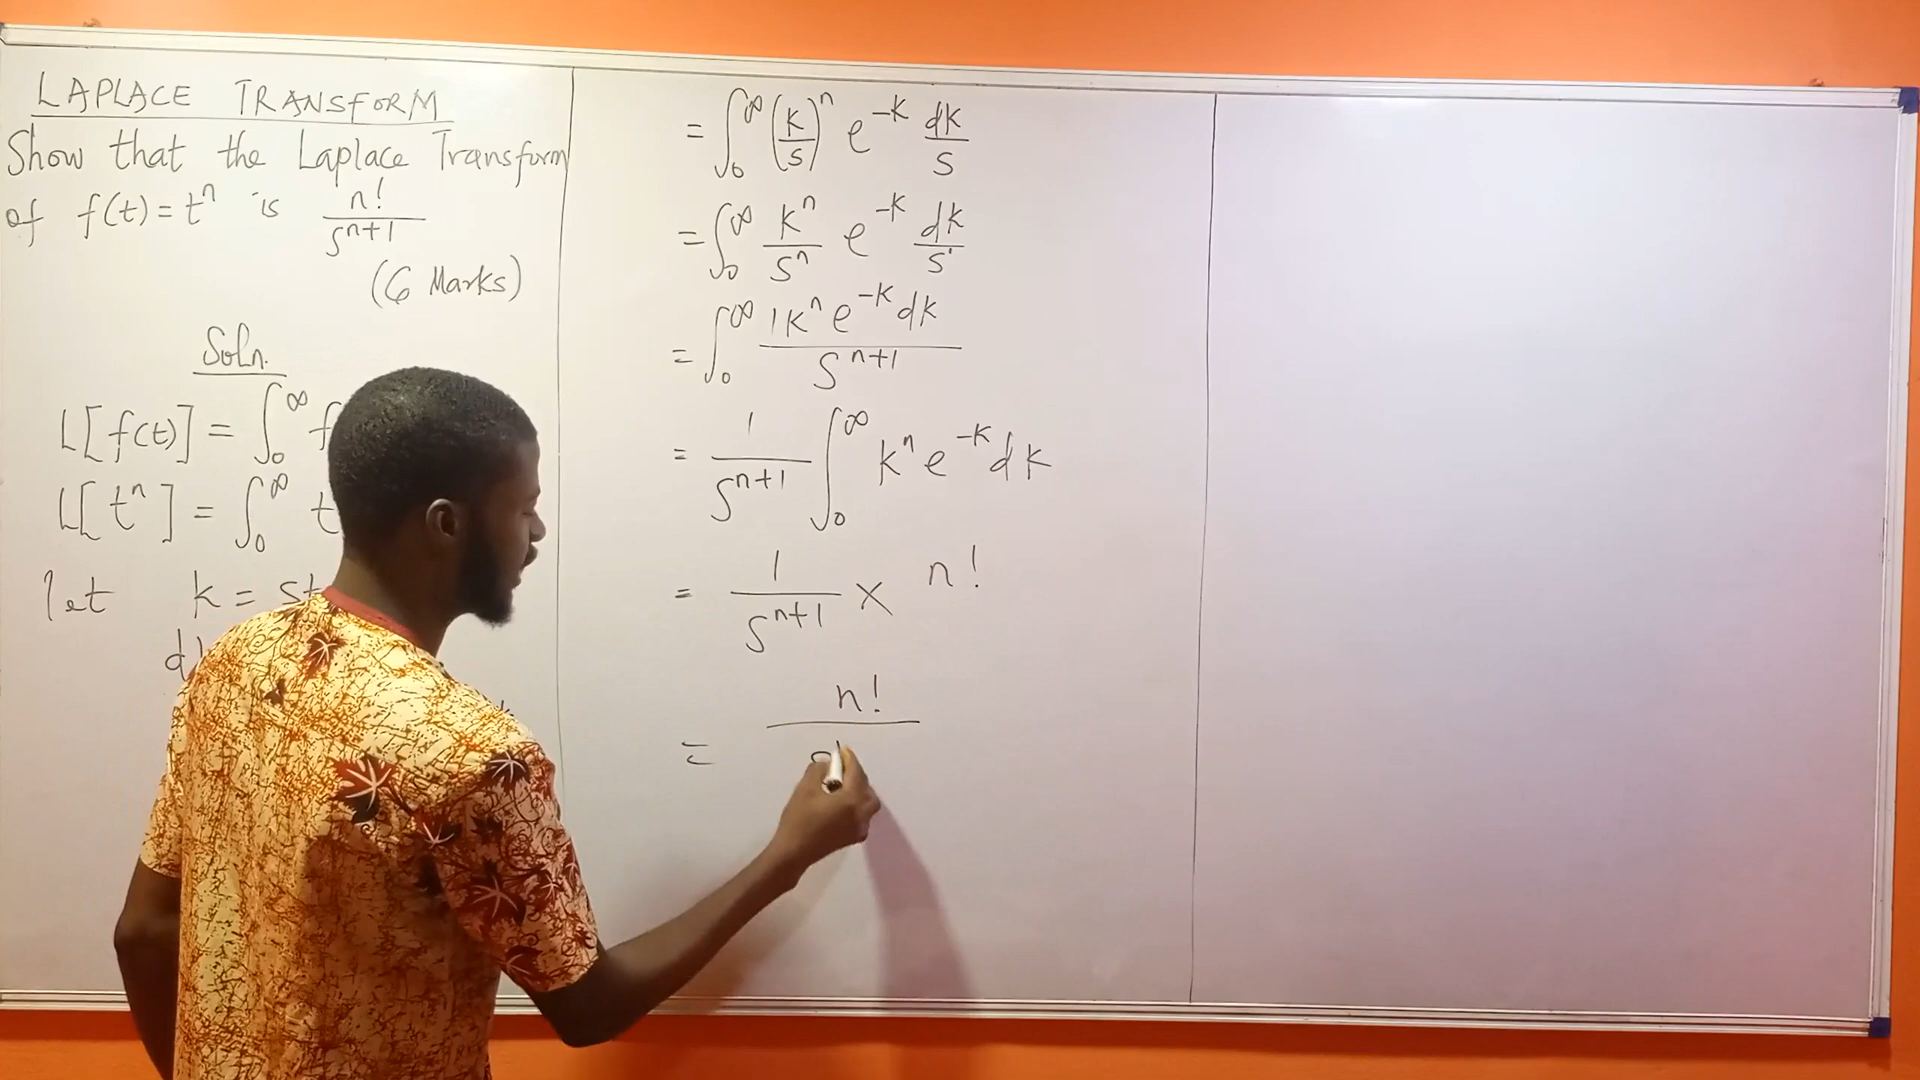 LAPLACE TRANSFORM
Show that the Laplace Transform
of f(t) = tⁿ is n!/Sⁿ⁺¹
(6 Marks)
Soln.
L[f(t)] = ∫₀^∞ f
L[tⁿ] = ∫₀^∞ t
let k = st
d
= ∫₀^∞ (k/s)ⁿ e^(-k) dk/s
= ∫₀^∞ kⁿ/sⁿ e^(-k) dk/s¹
= ∫₀^∞ 1kⁿe^(-k)dk/Sⁿ⁺¹
= 1/Sⁿ⁺¹ ∫₀^∞ kⁿe^(-k)dk
= 1/Sⁿ⁺¹ × n!
= n!/